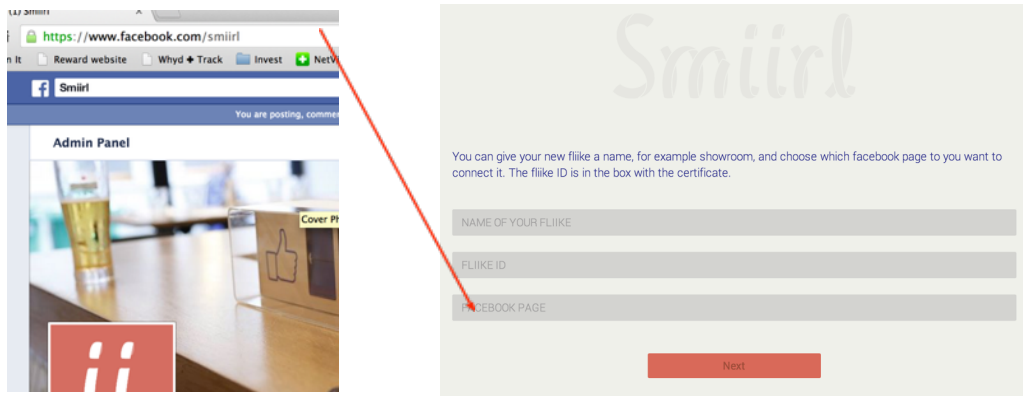 (1) Smiirl
https://www.facebook.com/smiirl
n It Reward website Whyd + Track Invest
Smiirl
You are posting,
Admin Panel
Cover
ii
Smiirl
You can give your new fliike a name, for example showroom, and choose which facebook page to you want to
connect it. The fliike ID is in the box with the certificate.
NAME OF YOUR FLIIKE
FLIIKE ID
FACEBOOK PAGE
Next